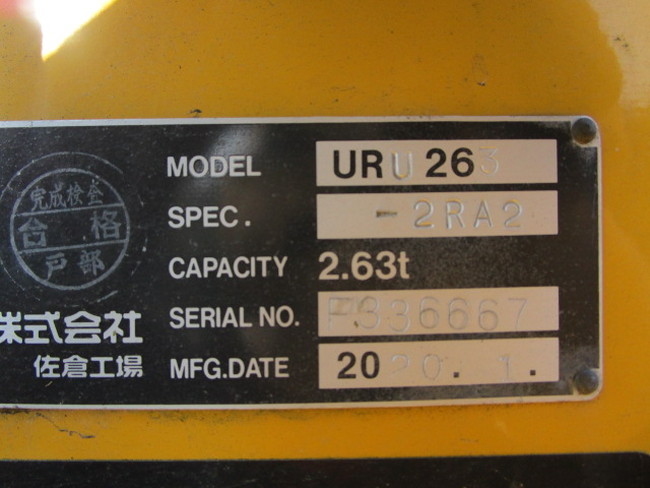 MODEL URU263
SPEC. -2RA2
CAPACITY 2.63t
SERIAL NO. F336667
MFG.DATE 2020. 1.
完成検査
合格
戸部
株式会社
佐倉工場